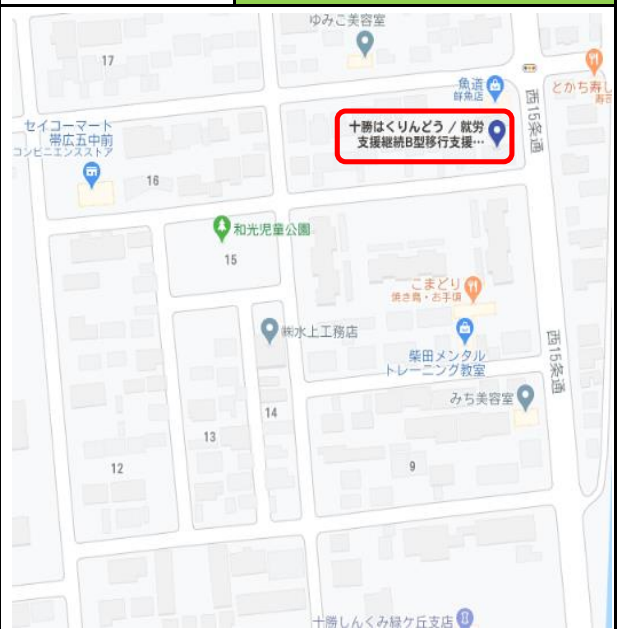 ゆみこ美容室
17
魚道
鮮魚店
とかち寿し
西15条通
セイコーマート
帯広五中前
コンビニエンスストア
十勝はくりんどう / 就労
支援継続B型移行支援…
16
和光児童公園
15
こまどり
焼き鳥・お手頃
㈱水上工務店
柴田メンタル
トレーニング教室
西15条通
みち美容室
14
13
12
9
十勝しんくみ緑ケ丘支店